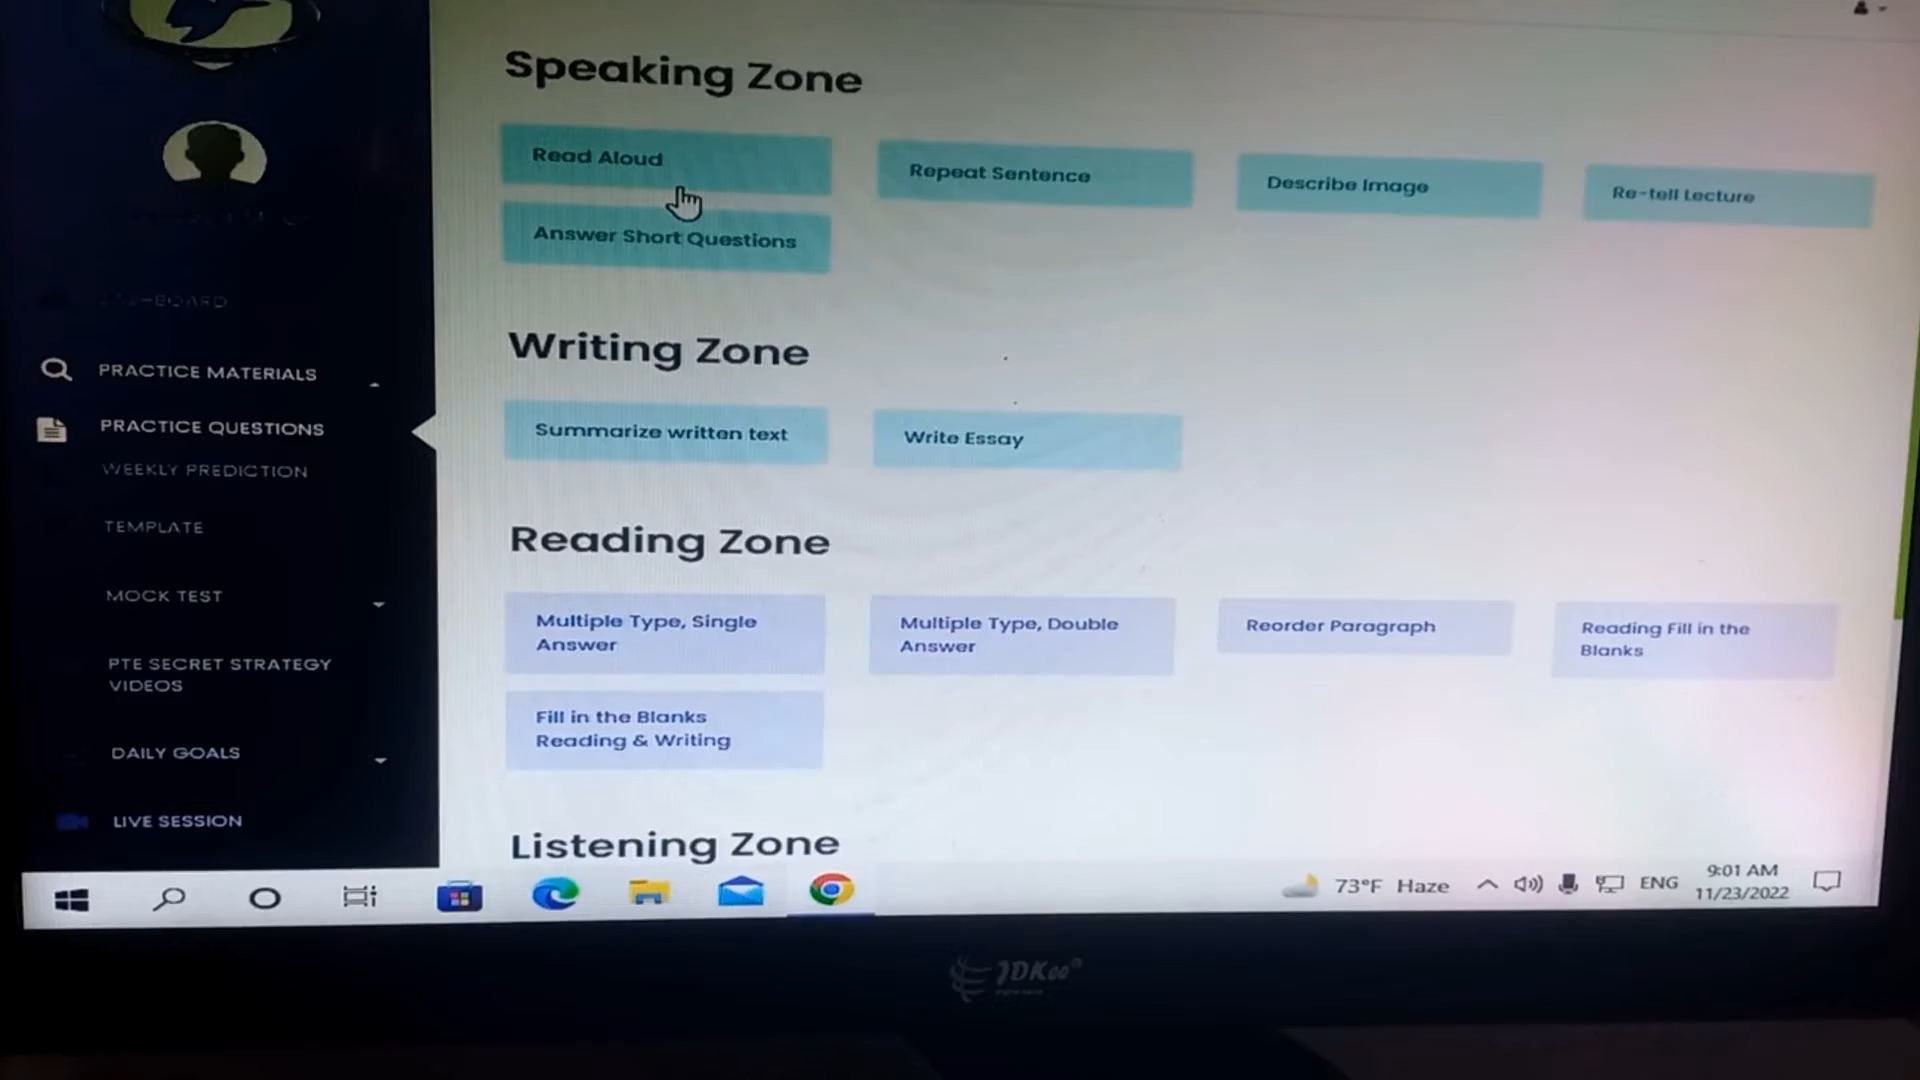 Speaking Zone
Read Aloud
Repeat Sentence
Describe Image
Re-tell Lecture
Answer Short Questions
Writing Zone
Summarize written text
Write Essay
Reading Zone
Multiple Type, Single
Answer
Multiple Type, Double
Answer
Reorder Paragraph
Reading Fill in the
Blanks
Fill in the Blanks
Reading & Writing
Listening Zone
DASHBOARD
PRACTICE MATERIALS
PRACTICE QUESTIONS
WEEKLY PREDICTION
TEMPLATE
MOCK TEST
PTE SECRET STRATEGY
VIDEOS
DAILY GOALS
LIVE SESSION
73°F Haze
ENG
9:01 AM
11/23/2022